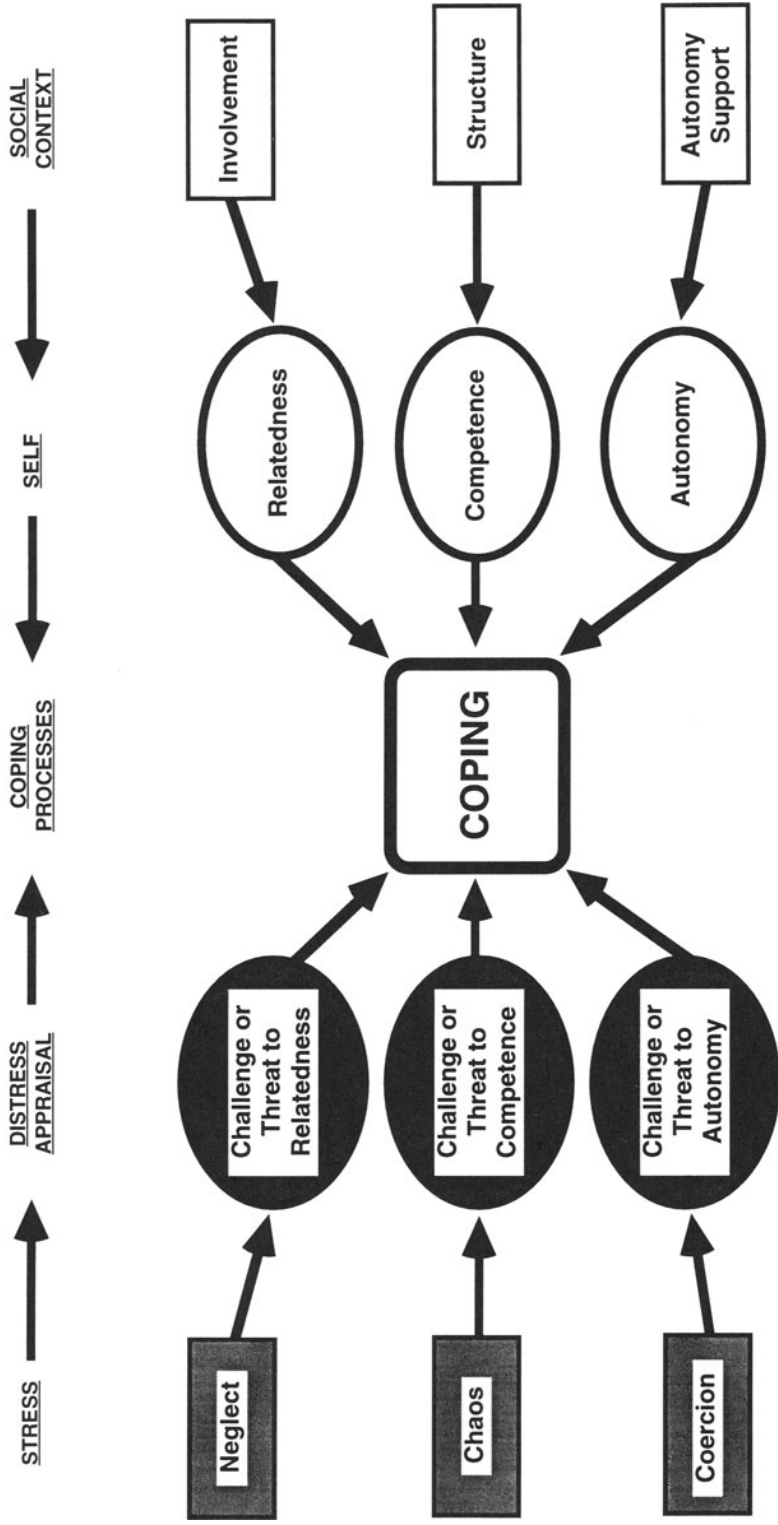 STRESS
DISTRESS
APPRAISAL
COPING
PROCESSES
SELF
SOCIAL
CONTEXT
Neglect
Challenge or
Threat to
Relatedness
Relatedness
Involvement
Chaos
Challenge or
Threat to
Competence
COPING
Competence
Structure
Coercion
Challenge or
Threat to
Autonomy
Autonomy
Autonomy
Support